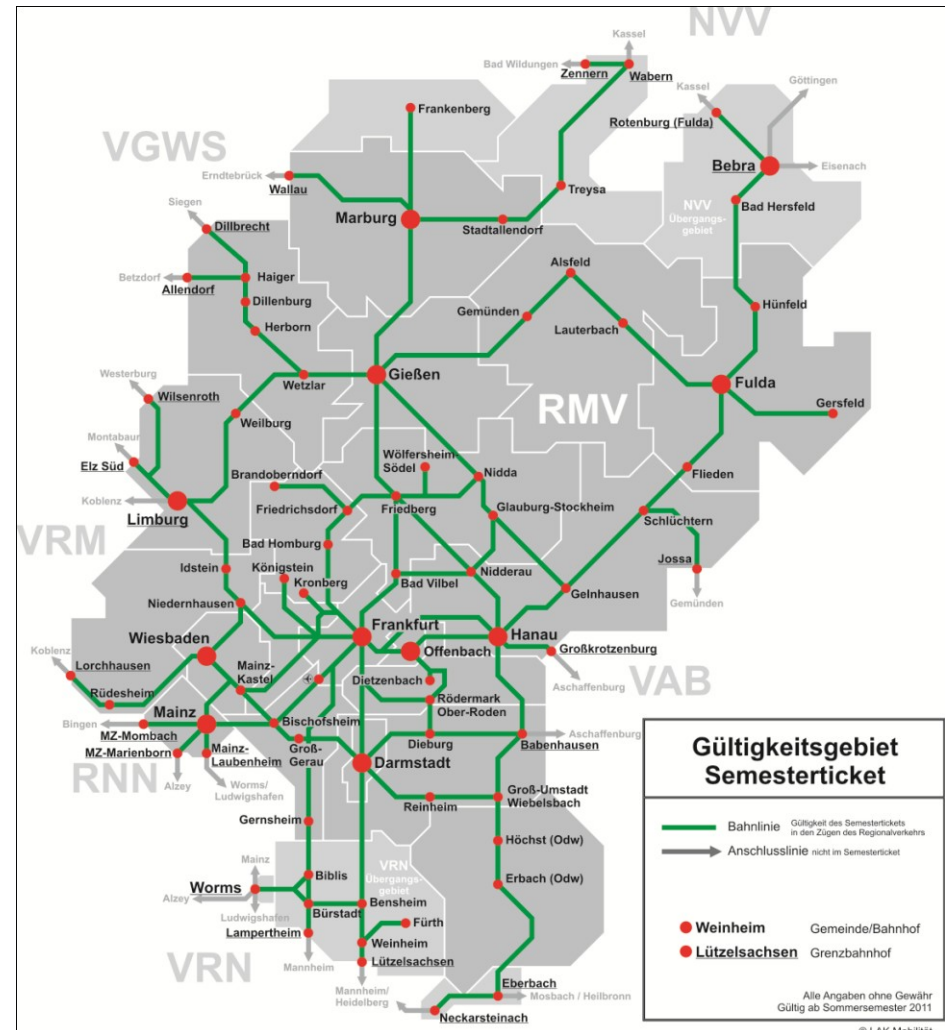 NVV
Kassel
Bad Wildungen
Zennern
Wabern
Göttingen
Kassel
Rotenburg (Fulda)
Frankenberg
VGWS
Bebra
Eisenach
Erndtebrück
Wallau
Treysa
Bad Hersfeld
NVV
Übergangs-
gebiet
Siegen
Marburg
Stadtallendorf
Dillbrecht
Alsfeld
Betzdorf
Haiger
Allendorf
Dillenburg
Gemünden
Hünfeld
Lauterbach
Herborn
Gießen
Wetzlar
Fulda
Westerburg
Wilsenroth
RMV
Gersfeld
Weilburg
Montabaur
Elz Süd
Wölfersheim-
Södel
Brandoberndorf
Nidda
Flieden
Koblenz
Friedrichsdorf
Friedberg
Glauburg-Stockheim
Limburg
Schlüchtern
VRM
Bad Homburg
Jossa
Idstein
Königstein
Kronberg
Bad Vilbel
Nidderau
Gelnhausen
Gemünden
Niedernhausen
Frankfurt
Hanau
Wiesbaden
Offenbach
Großkrotzenburg
Koblenz
Lorchhausen
Mainz-
Kastel
Dietzenbach
VAB
Aschaffenburg
Rüdesheim
Rödermark
Ober-Roden
Mainz
Bingen
MZ-Mombach
Bischofsheim
Dieburg
Babenhausen
Aschaffenburg
MZ-Marienborn
Mainz-
Laubenheim
Groß-
Gerau
Darmstadt
RNN
Alzey
Worms/
Ludwigshafen
Reinheim
Groß-Umstadt
Wiebelsbach
Gernsheim
Höchst (Odw)
Mainz
VRN
Übergangs-
gebiet
Worms
Biblis
Erbach (Odw)
Alzey
Bensheim
Ludwigshafen
Bürstadt
Fürth
Lampertheim
Weinheim
VRN
Mannheim
Lützelsachsen
Mannheim/
Heidelberg
Eberbach
Mosbach / Heilbronn
Neckarsteinach
Gültigkeitsgebiet
Semesterticket
Bahnlinie Gültigkeit des Semestertickets
in den Zügen des Regionalverkehrs
Anschlusslinie nicht im Semesterticket
Weinheim Gemeinde/Bahnhof
Lützelsachsen Grenzbahnhof
Alle Angaben ohne Gewähr
Gültig ab Sommersemester 2011
© LAK Mobilität